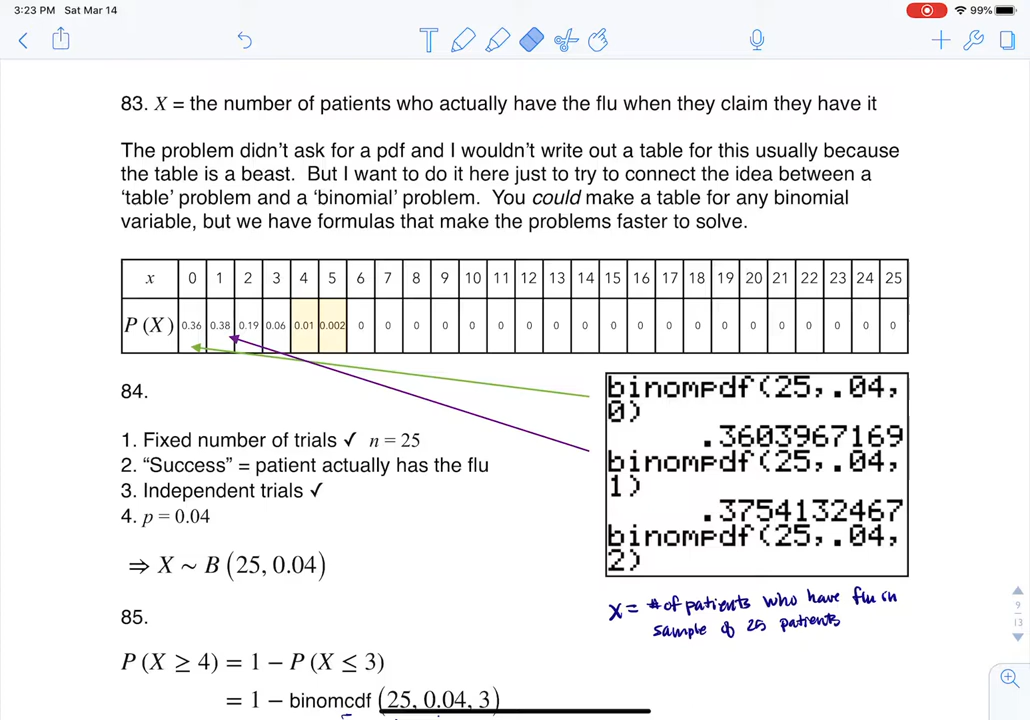 3:23 PM Sat Mar 14
99%
83. X = the number of patients who actually have the flu when they claim they have it
The problem didn't ask for a pdf and I wouldn't write out a table for this usually because
the table is a beast. But I want to do it here just to try to connect the idea between a
'table' problem and a 'binomial' problem. You could make a table for any binomial
variable, but we have formulas that make the problems faster to solve.
x 0 1 2 3 4 5 6 7 8 9 10 11 12 13 14 15 16 17 18 19 20 21 22 23 24 25
P (X) 0.36 0.38 0.19 0.06 0.01 0.002 0 0 0 0 0 0 0 0 0 0 0 0 0 0 0 0 0 0 0 0
84.
1. Fixed number of trials ✓ n = 25
2. “Success” = patient actually has the flu
3. Independent trials ✓
4. p = 0.04
⇒ X ~ B (25, 0.04)
binompdf(25,.04,
0)
.3603967169
binompdf(25,.04,
1)
.3754132467
binompdf(25,.04,
2)
X = # of patients who have flu in
sample of 25 patients
85.
P (X ≥ 4) = 1 − P (X ≤ 3)
= 1 − binomcdf (25, 0.04, 3)
9
13